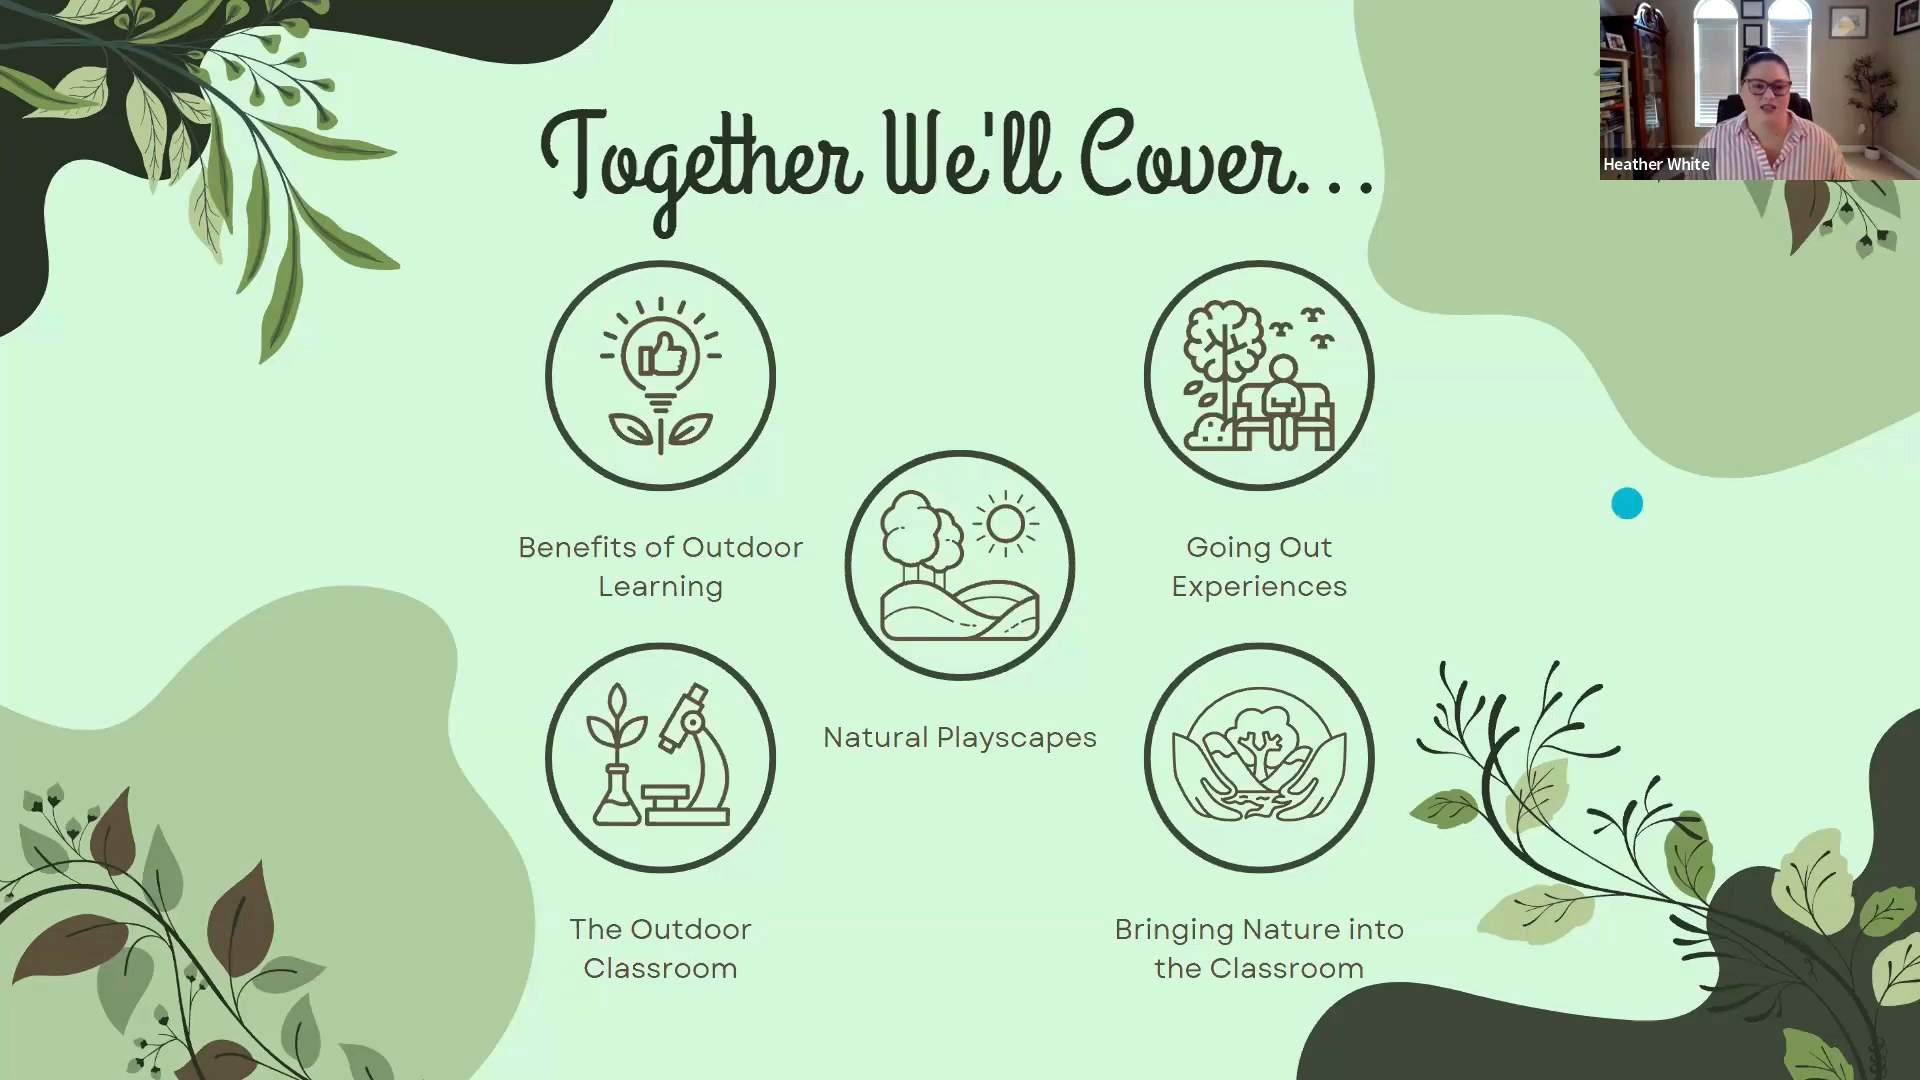 Together We'll Cover...
Heather White
Benefits of Outdoor
Learning
Going Out
Experiences
Natural Playscapes
The Outdoor
Classroom
Bringing Nature into
the Classroom